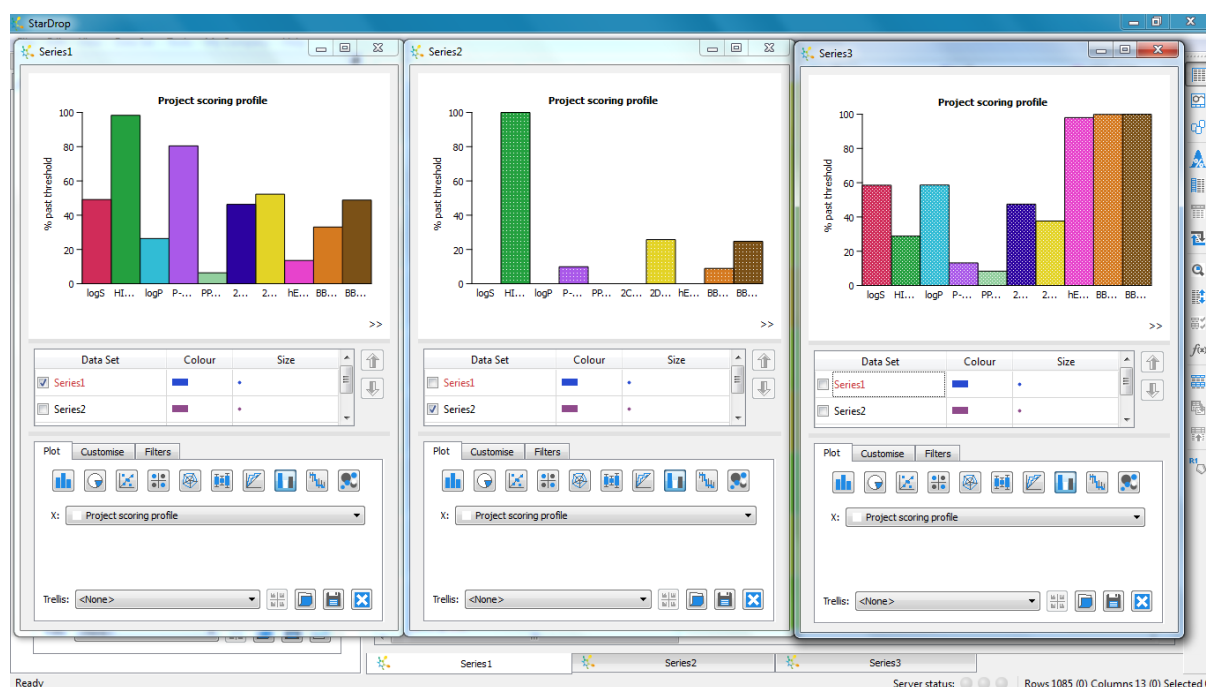 StarDrop
Series1
Project scoring profile
% past threshold
100
80
60
40
20
0
logS HI... logP P-... PP... 2... 2... hE... BB... BB...
>>
Data Set Colour Size
Series1
Series2
Plot Customise Filters
X: Project scoring profile
Trellis: <None>
Series2
Project scoring profile
% past threshold
100
80
60
40
20
0
logS HI... logP P-... PP... 2C... 2D... hE... BB... BB...
>>
Data Set Colour Size
Series1
Series2
Plot Customise Filters
X: Project scoring profile
Trellis: <None>
Series3
Project scoring profile
% past threshold
100
80
60
40
20
0
logS HI... logP P-... PP... 2... 2... hE... BB... BB...
>>
Data Set Colour Size
Series1
Series2
Plot Customise Filters
X: Project scoring profile
Trellis: <None>
f(x)
R1
Series1 Series2 Series3
Ready
Server status: Rows 1085 (0) Columns 13 (0) Selected